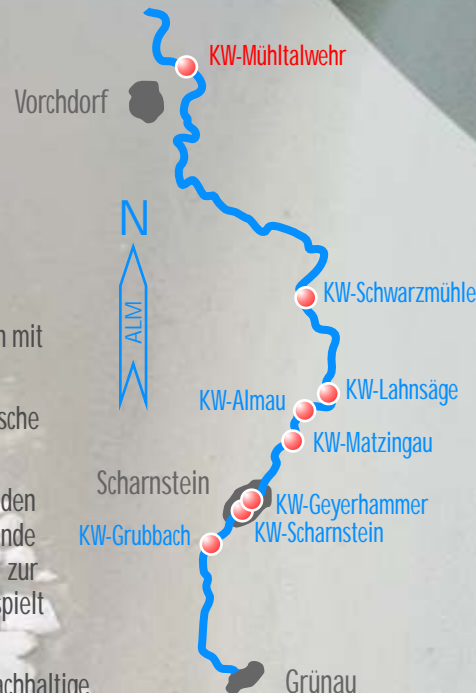 KW-Mühltalwehr
Vorchdorf
N
ALM
KW-Schwarzmühle
n mit
KW-Lahnsäge
KW-Almau
sche
KW-Matzingau
Scharnstein
den
KW-Geyerhammer
nde
KW-Scharnstein
KW-Grubbach
zur
spielt
achhaltige
Grünau